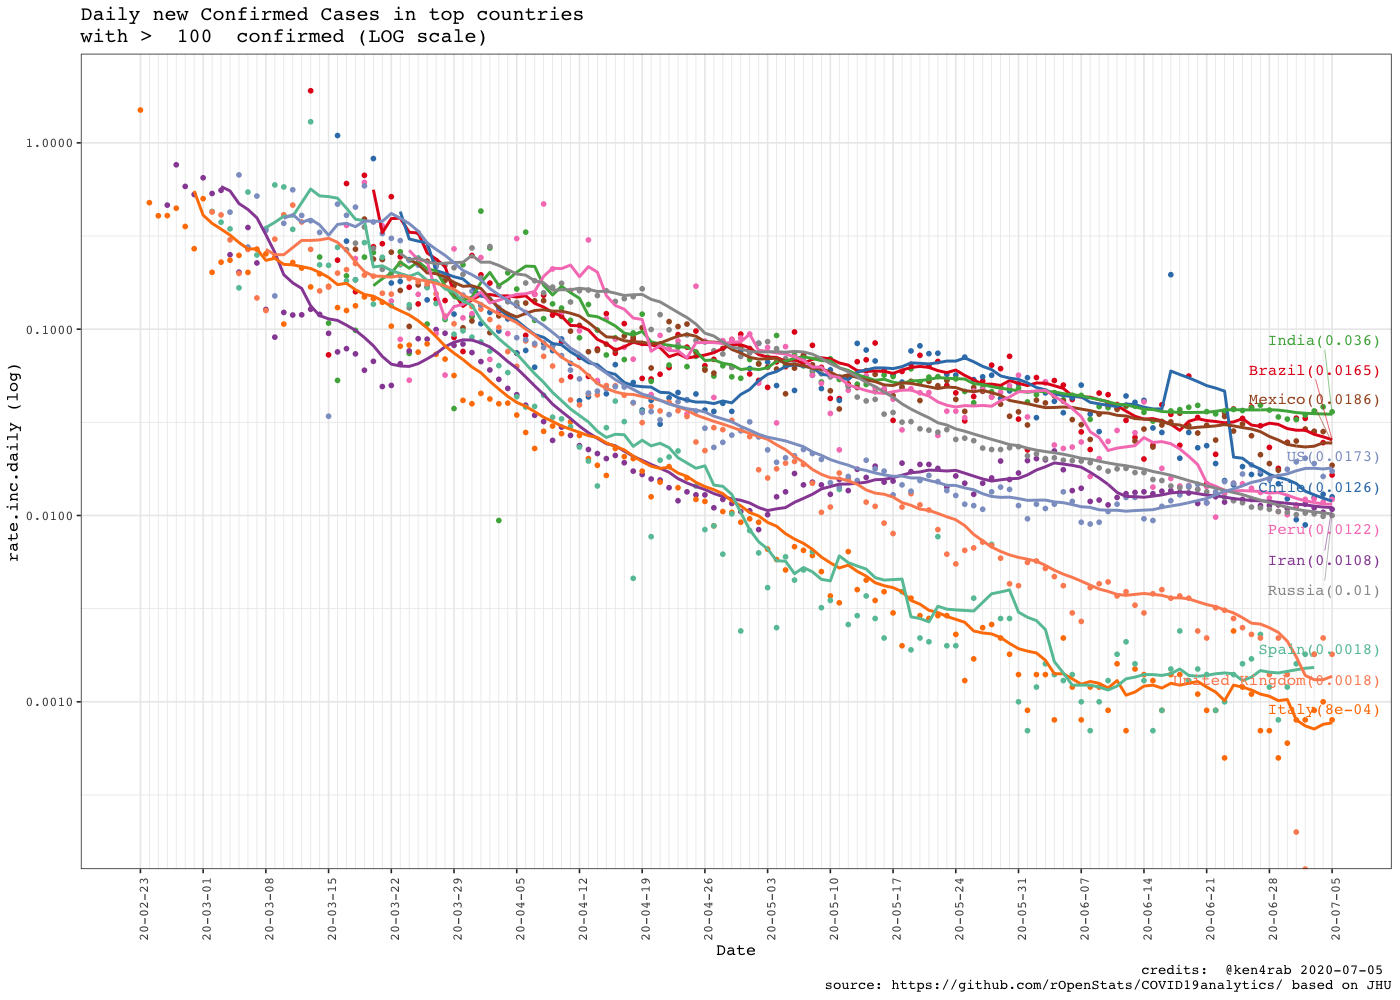 Daily new Confirmed Cases in top countries
with >  100  confirmed (LOG scale)
rate.inc.daily (log)
1.0000
0.1000
0.0100
0.0010
India(0.036)
Brazil(0.0165)
Mexico(0.0186)
US(0.0173)
Chile(0.0126)
Peru(0.0122)
Iran(0.0108)
Russia(0.01)
Spain(0.0018)
United Kingdom(0.0018)
Italy(8e-04)
20-02-23
20-03-01
20-03-08
20-03-15
20-03-22
20-03-29
20-04-05
20-04-12
20-04-19
20-04-26
20-05-03
20-05-10
20-05-17
20-05-24
20-05-31
20-06-07
20-06-14
20-06-21
20-06-28
20-07-05
Date
credits:  @ken4rab 2020-07-05
source: https://github.com/rOpenStats/COVID19analytics/ based on JHU